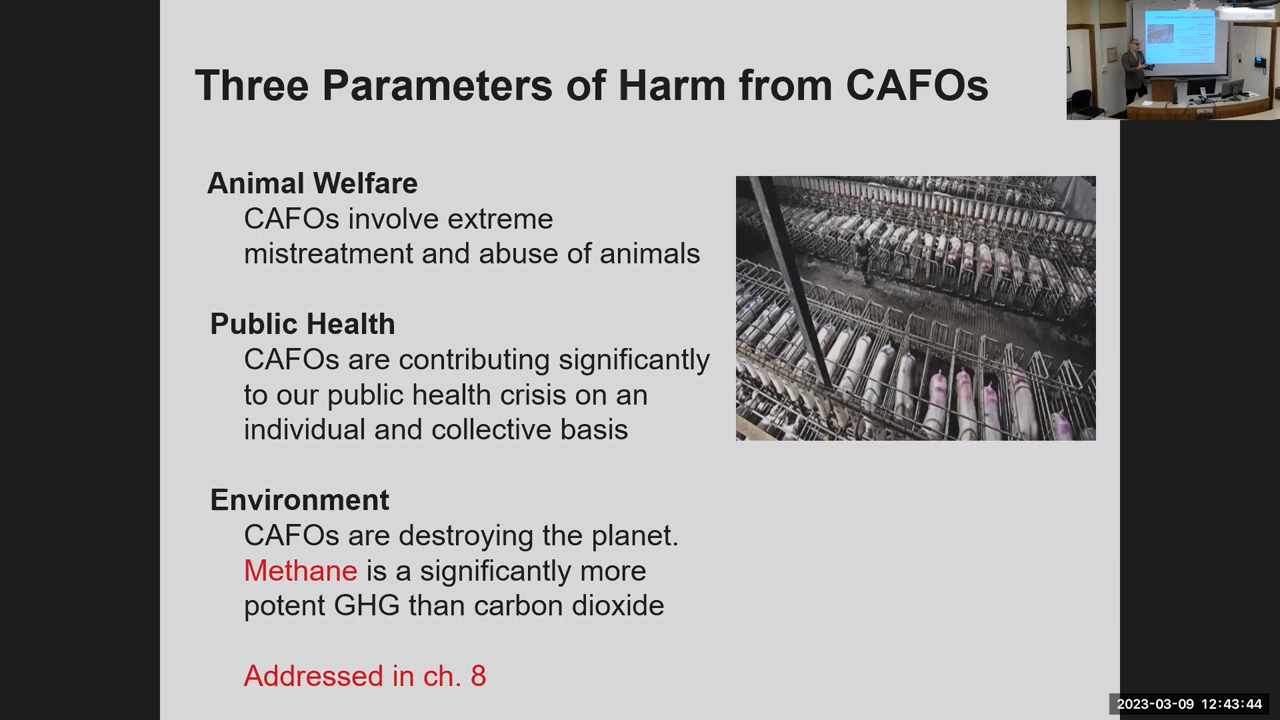 Three Parameters of Harm from CAFOs
Animal Welfare
CAFOs involve extreme
mistreatment and abuse of animals
Public Health
CAFOs are contributing significantly
to our public health crisis on an
individual and collective basis
Environment
CAFOs are destroying the planet.
Methane is a significantly more
potent GHG than carbon dioxide
Addressed in ch. 8
2023-03-09 12:43:44